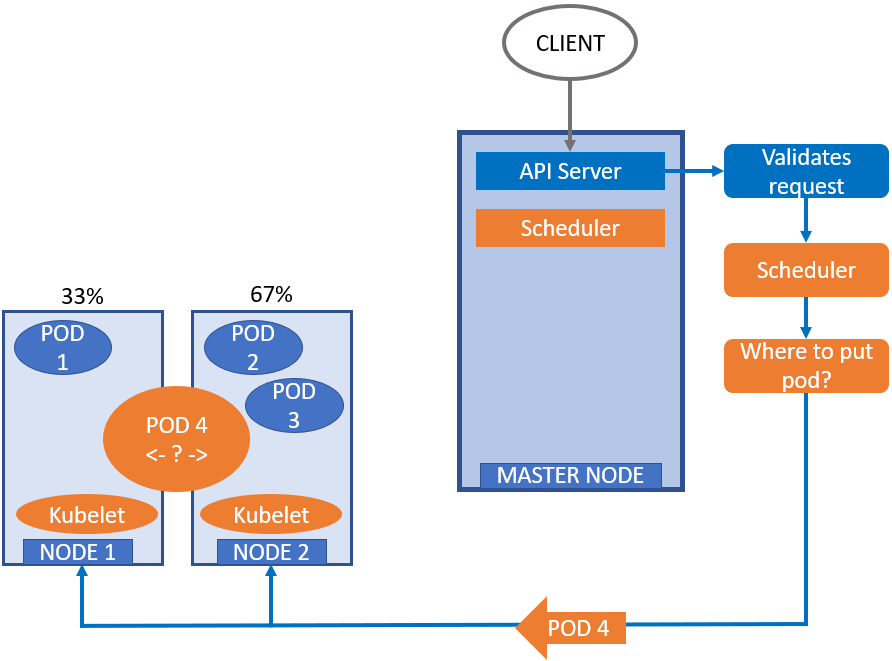 CLIENT
API Server
Validates
request
Scheduler
Scheduler
Where to put
pod?
MASTER NODE
33%
67%
POD
1
POD
2
POD
3
POD 4
<- ? ->
Kubelet
Kubelet
NODE 1
NODE 2
POD 4